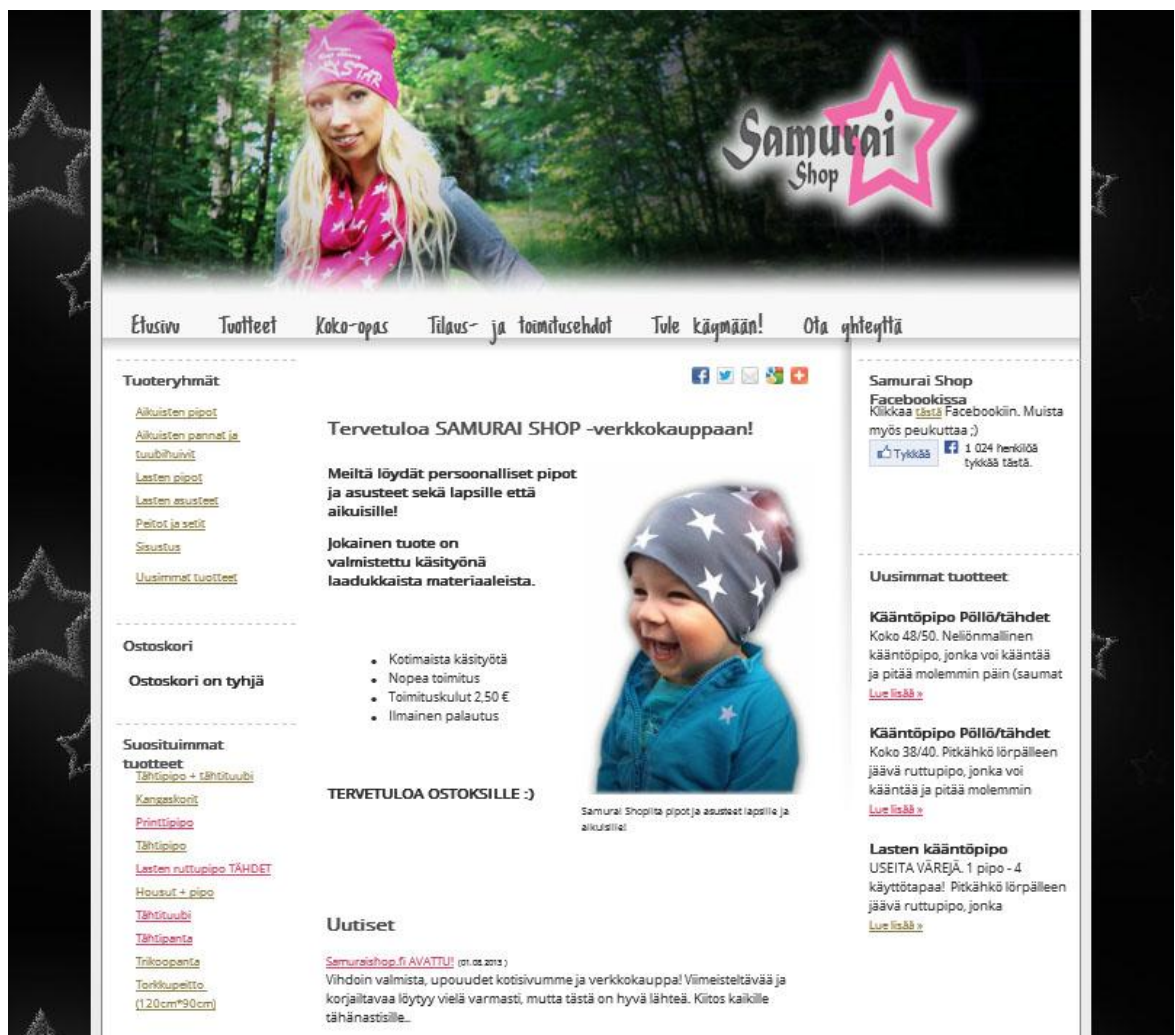 STAR
Samurai
Shop
Etusivu Tuotteet Koko-opas Tilaus- ja toimitusehdot Tule käymään! Ota yhteyttä
Tuoteryhmät
Aikuisten pipot
Aikuisten pannat ja
tuubihuivit
Lasten pipot
Lasten asusteet
Peitot ja setit
Sisustus
Uusimmat tuotteet
Ostoskori
Ostoskori on tyhjä
Suosituimmat
tuotteet
Tähtipipo + tähtituubi
Kangaskorit
Printtipipo
Tähtipipo
Lasten ruttupipo TÄHDET
Housut + pipo
Tähtituubi
Tähtipanta
Trikoopanta
Torkkupeitto
(120cm*90cm)
Tervetuloa SAMURAI SHOP -verkkokauppaan!
Meiltä löydät persoonalliset pipot
ja asusteet sekä lapsille että
aikuisille!
Jokainen tuote on
valmistettu käsityönä
laadukkaista materiaaleista.
Kotimaista käsityötä
Nopea toimitus
Toimituskulut 2,50 €
Ilmainen palautus
TERVETULOA OSTOKSILLE :)
Samurai Shopilta pipot ja asusteet lapsille ja
aikuisille!
Uutiset
Samuraishop.fi AVATTU!
Vihdoin valmista, upouudet kotisivumme ja verkkokauppa! Viimeisteltävää ja
korjailtavaa löytyy vielä varmasti, mutta tästä on hyvä lähteä. Kiitos kaikille
tähänastisille...
Samurai Shop
Facebookissa
Klikkaa tästä Facebookiin. Muista
myös peukuttaa ;)
Tykkää 1 024 henkilöä
tykkää tästä.
Uusimmat tuotteet
Kääntöpipo Pöllö/tähdet
Koko 48/50. Neliönmallinen
kääntöpipo, jonka voi kääntää
ja pitää molemmin päin (saumat
Lue lisää »
Kääntöpipo Pöllö/tähdet
Koko 38/40. Pitkähkö lörpälleen
jäävä ruttupipo, jonka voi
kääntää ja pitää molemmin
Lue lisää »
Lasten kääntöpipo
USEITA VÄREJÄ. 1 pipo - 4
käyttötapaa! Pitkähkö lörpälleen
jäävä ruttupipo, jonka
Lue lisää »